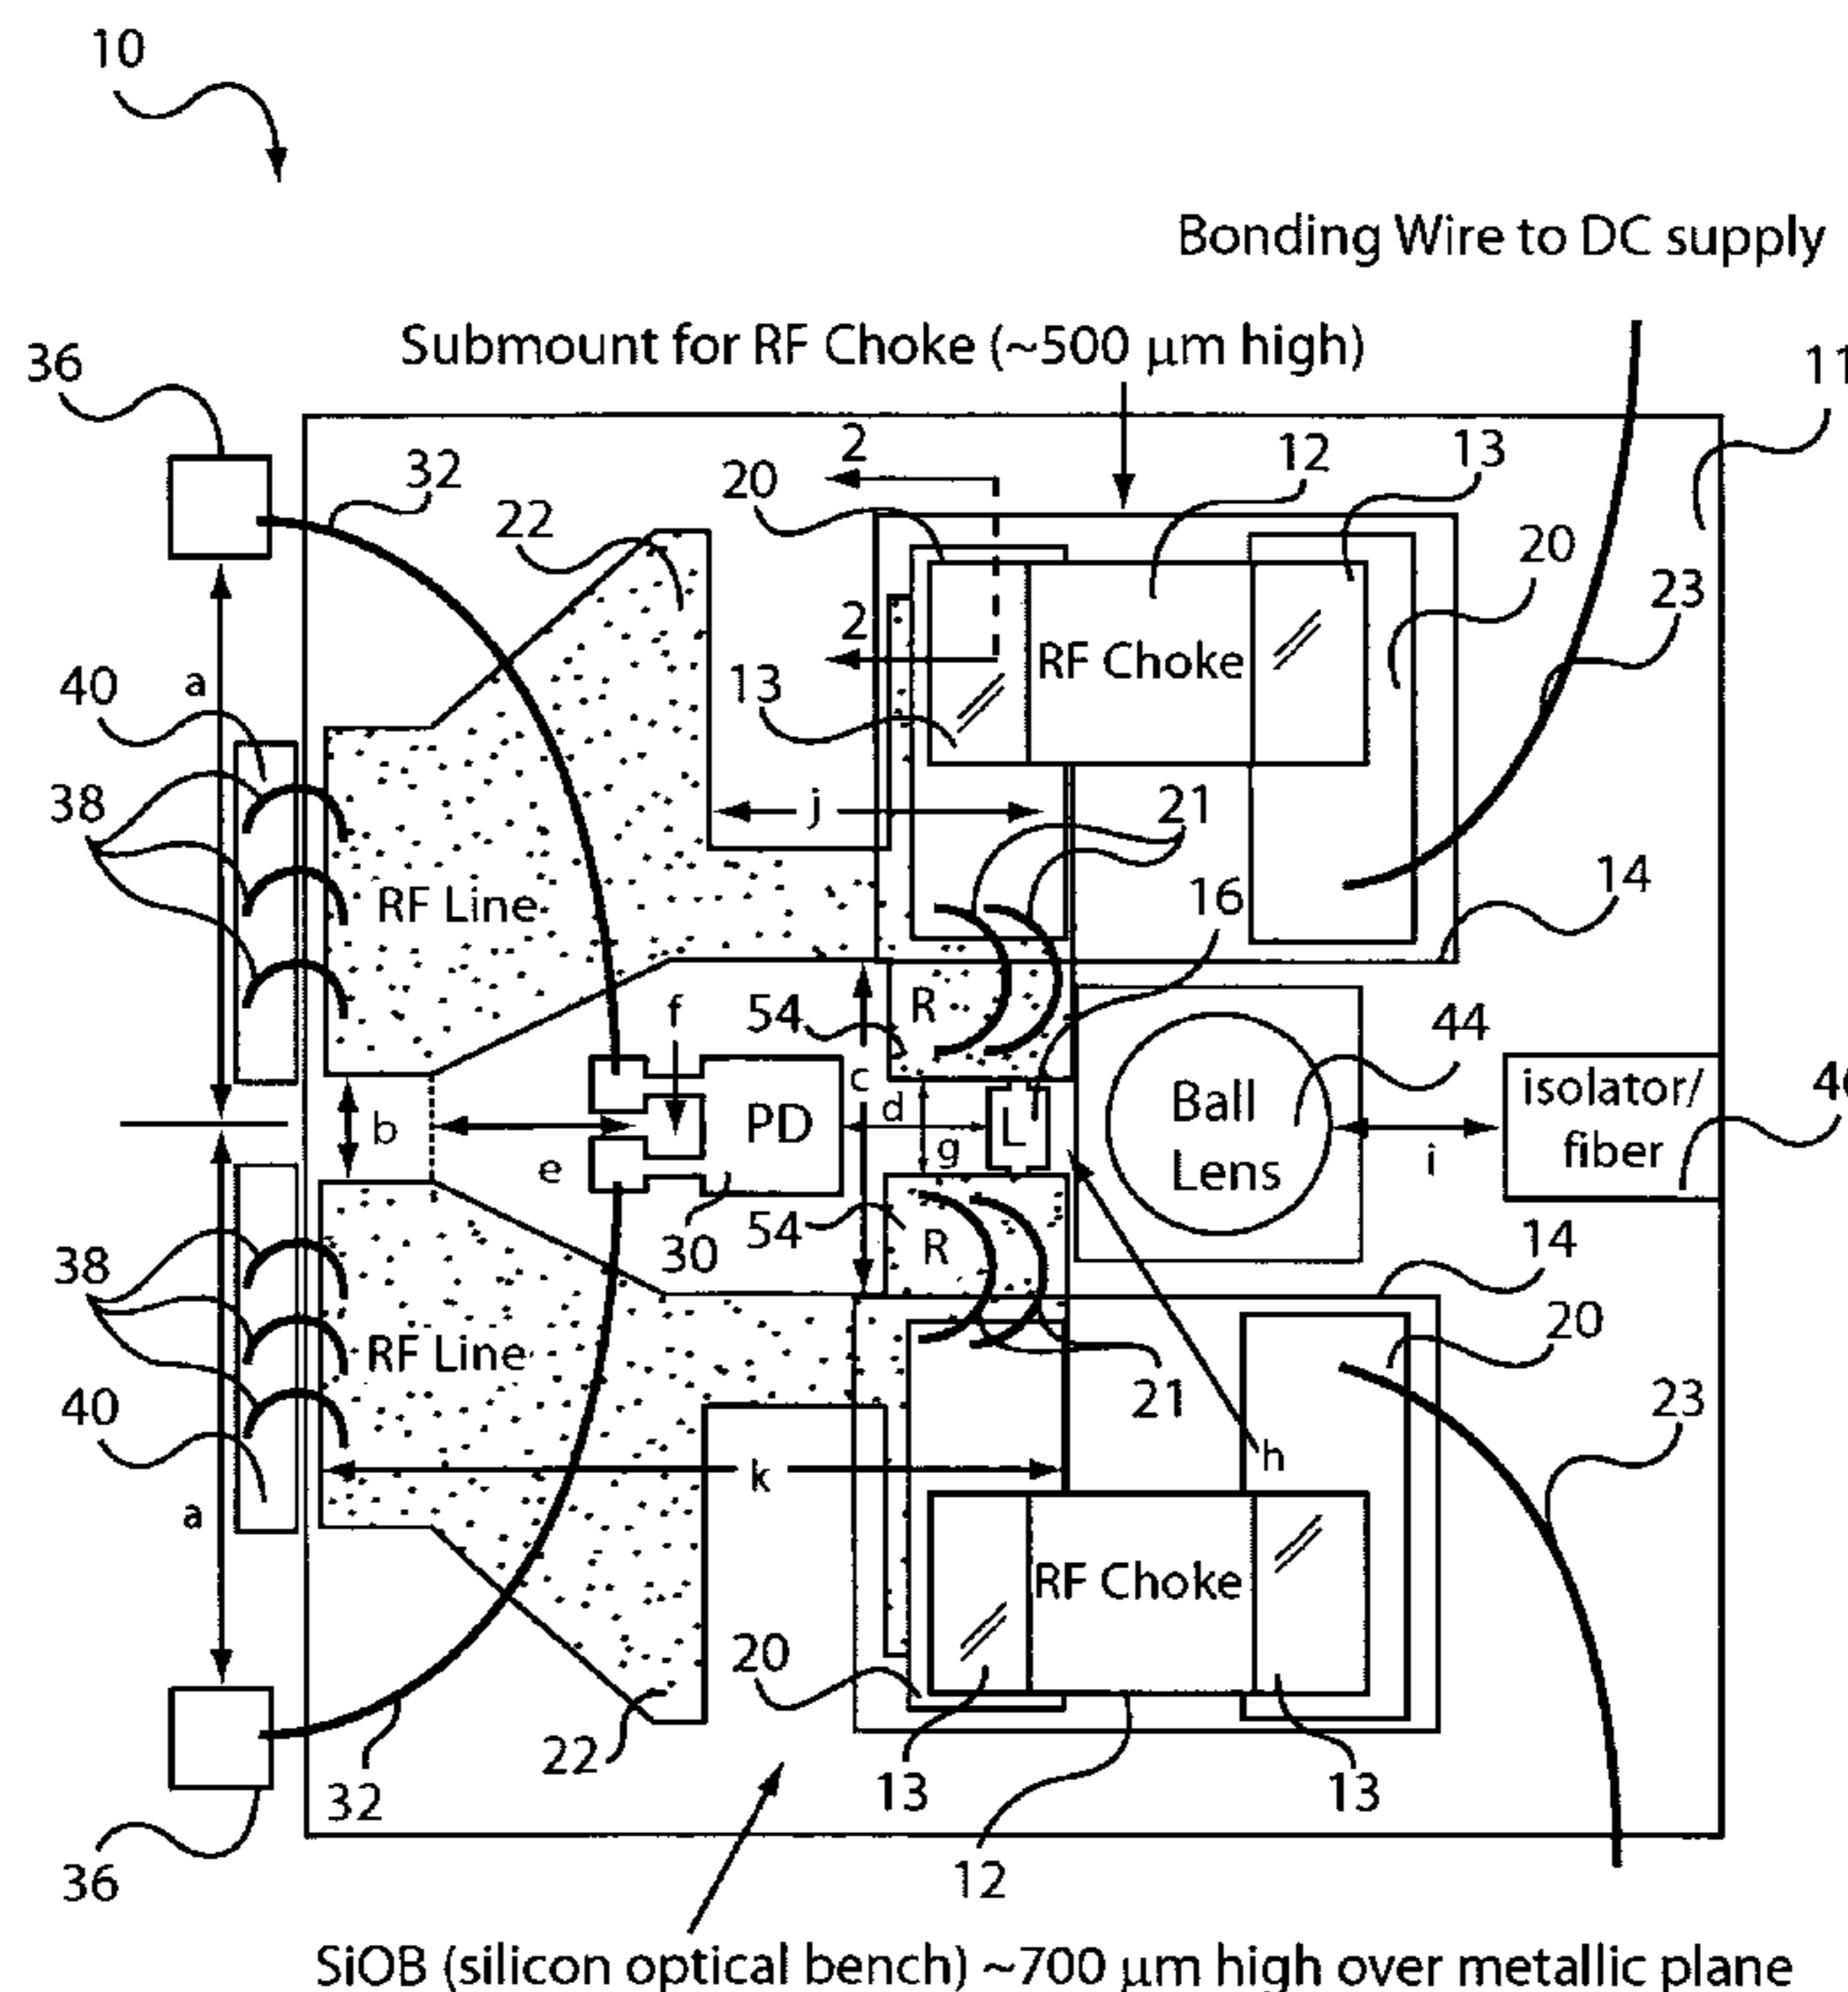 10
Bonding Wire to DC supply
Submount for RF Choke (~500 µm high)
36
11
32
2
12
13
20
22
20
23
2
RF Choke
13
40
a
38
j
21
RF Line
16
14
54
R
f
44
c
d
Ball
Lens
isolator/
fiber
b
PD
L
e
g
i
30
54
R
14
38
20
RF Line
21
23
40
k
h
a
RF Choke
20
22
13
13
32
12
36
SiOB (silicon optical bench) ~700 µm high over metallic plane